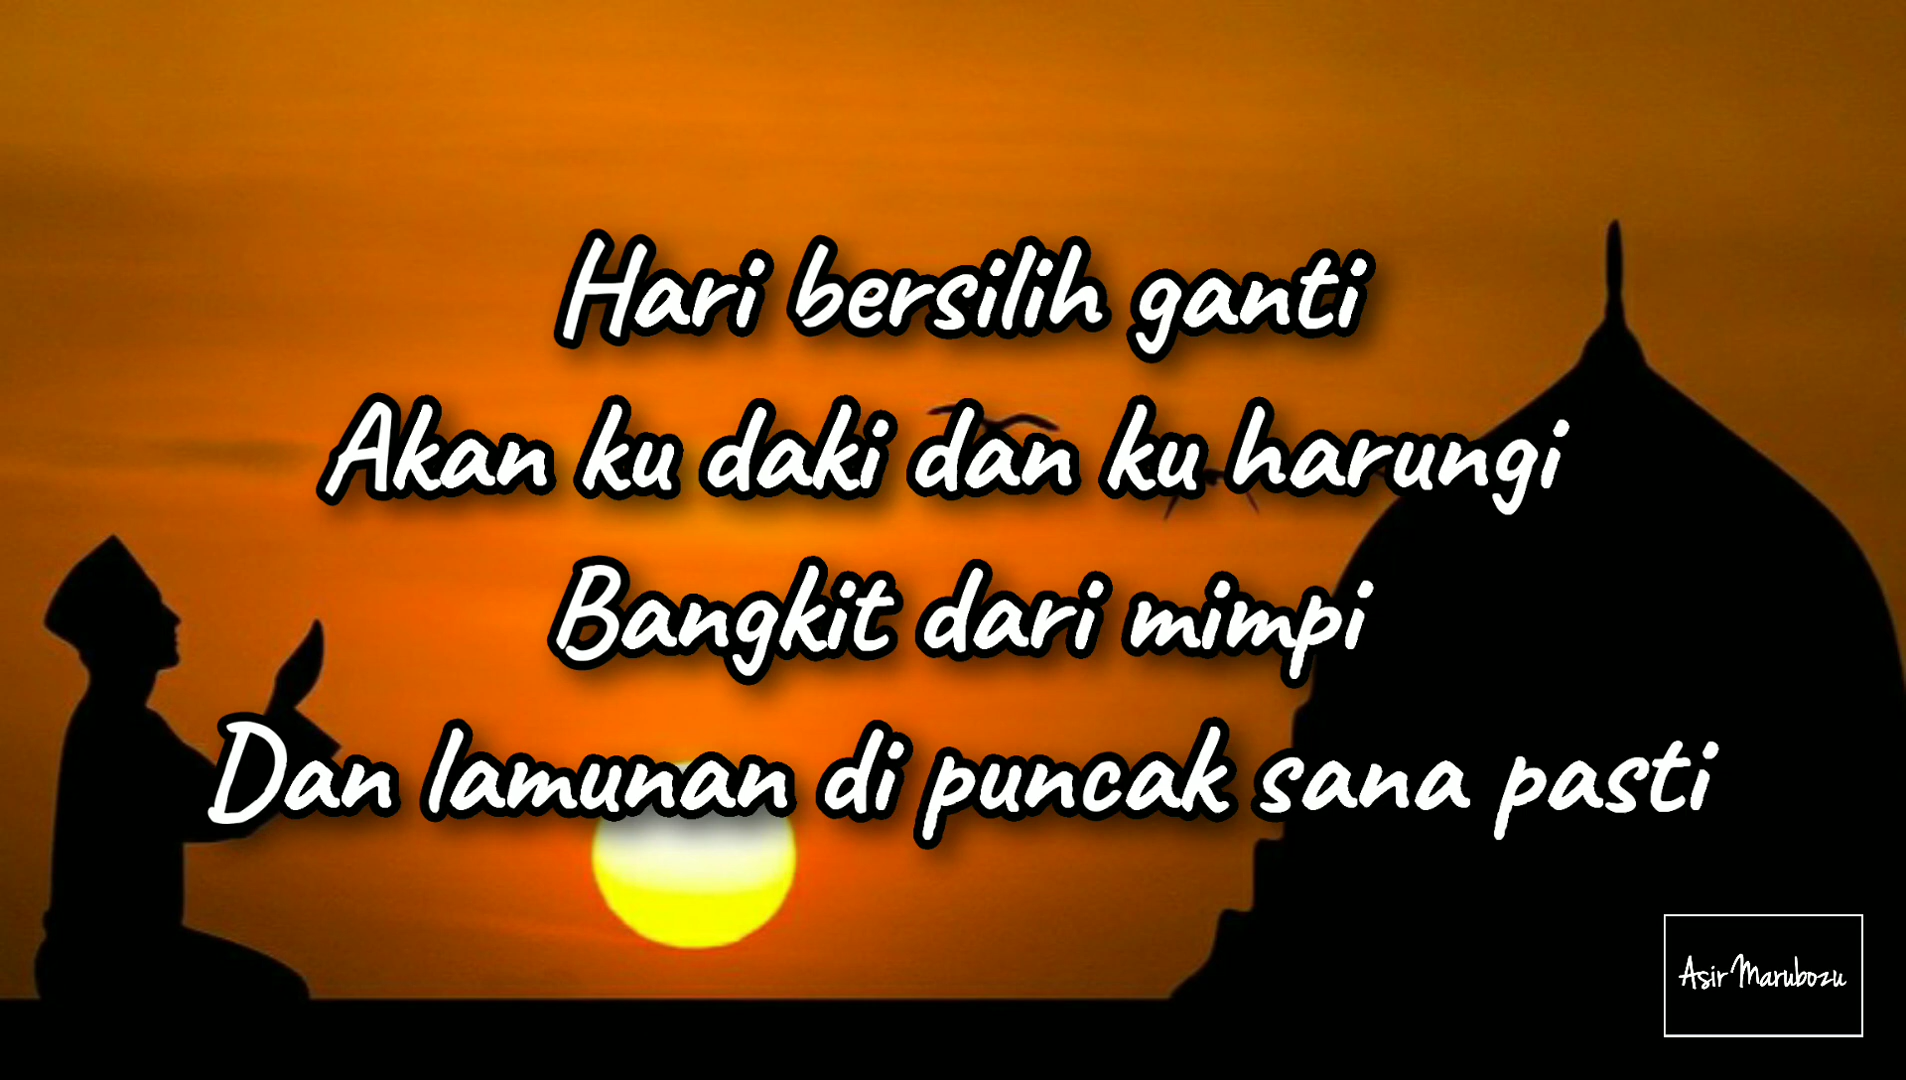 Hari bersilih ganti
Akan ku daki dan ku harungi
Bangkit dari mimpi
Dan lamunan di puncak sana pasti
Asir Marubozu